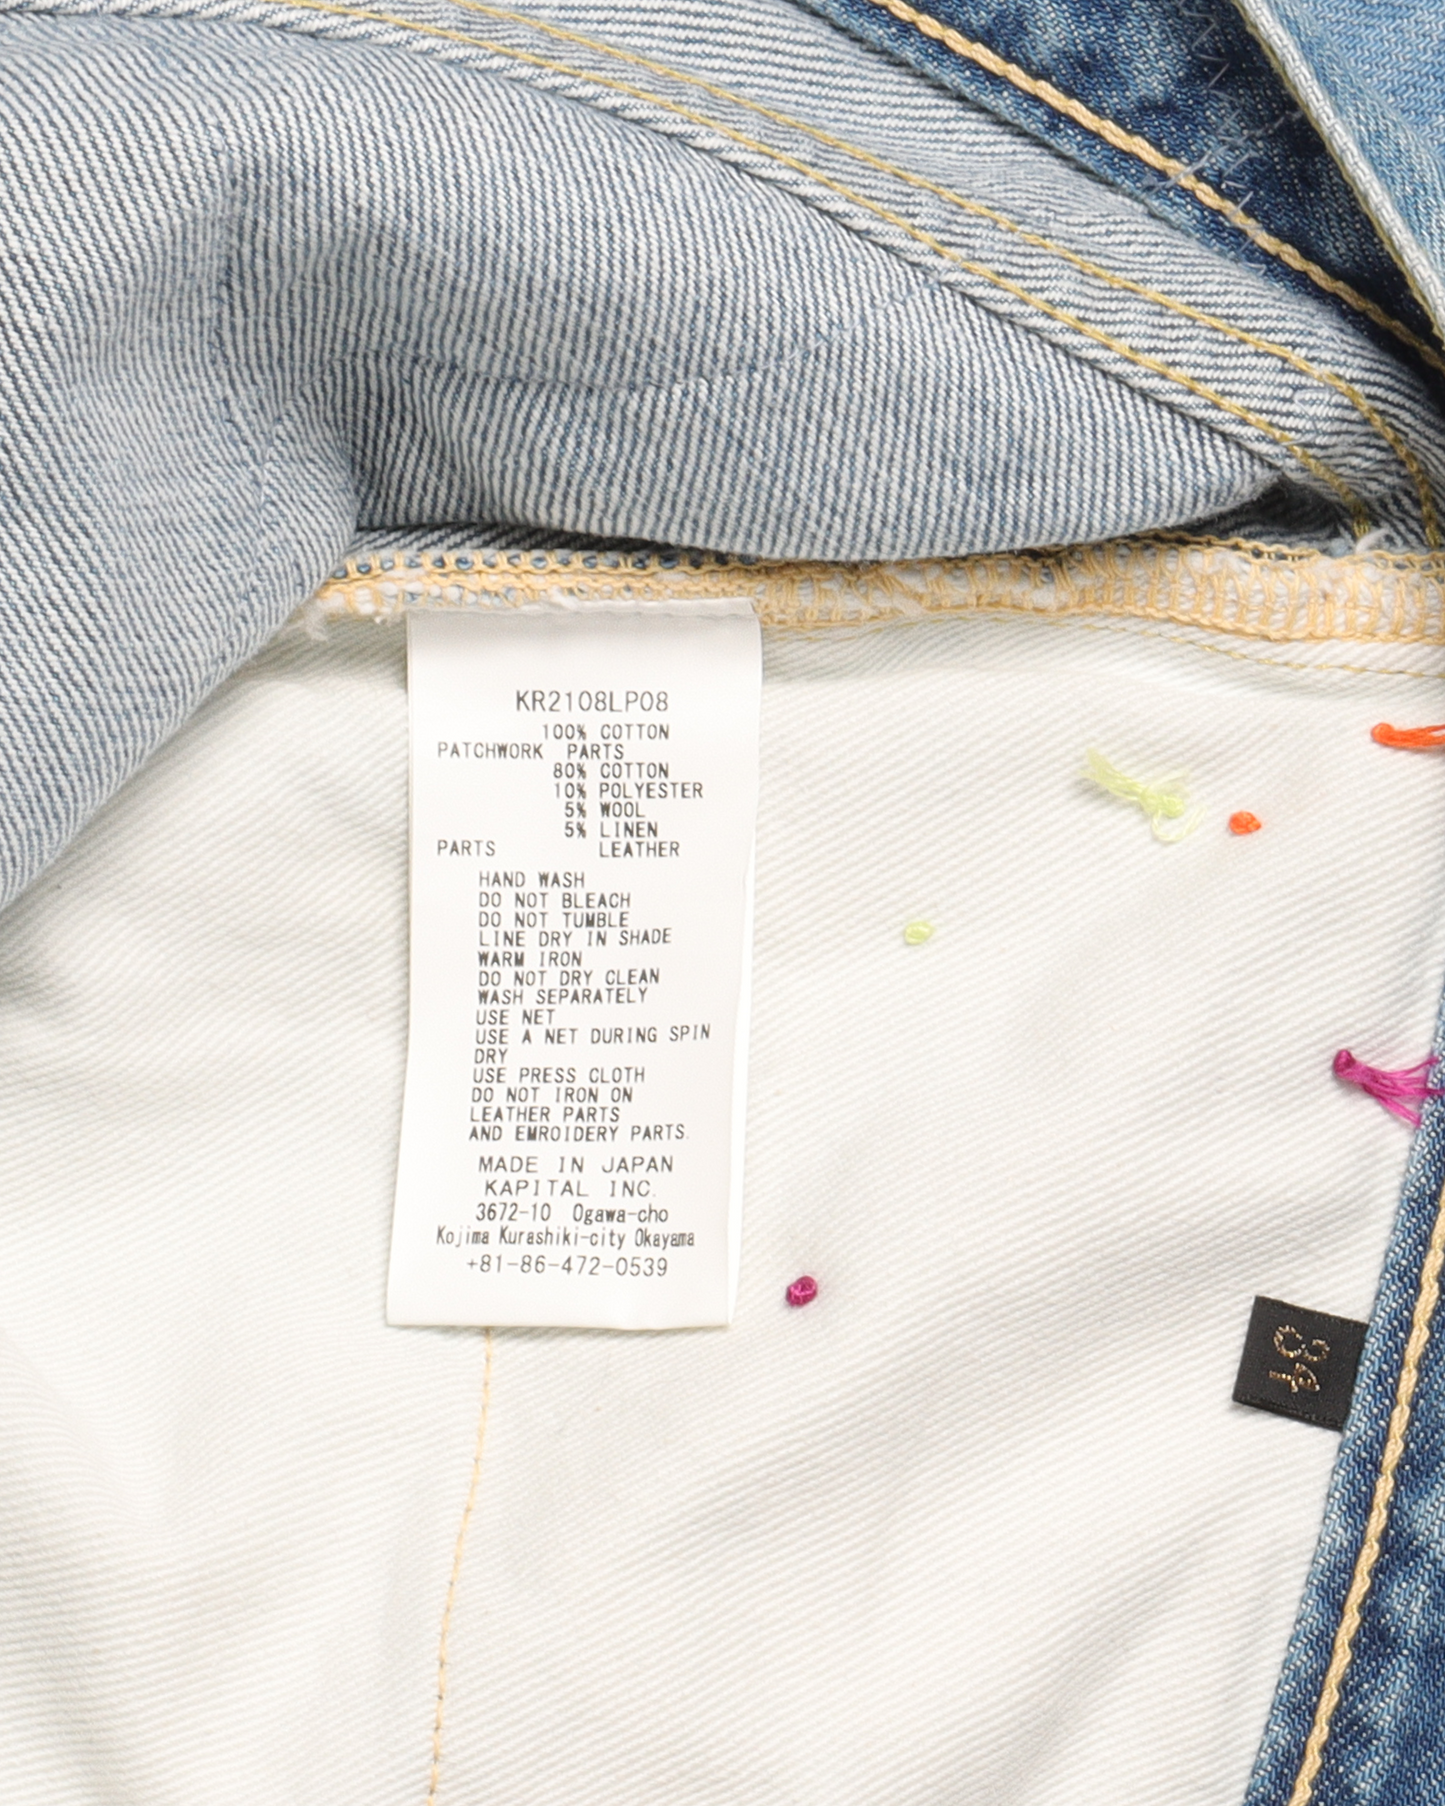 KR2108LP08
100% COTTON
PATCHWORK PARTS
80% COTTON
10% POLYESTER
5% WOOL
5% LINEN
PARTS LEATHER
HAND WASH
DO NOT BLEACH
DO NOT TUMBLE
LINE DRY IN SHADE
WARM IRON
DO NOT DRY CLEAN
WASH SEPARATELY
USE NET
USE A NET DURING SPIN
DRY
USE PRESS CLOTH
DO NOT IRON ON
LEATHER PARTS
AND EMROIDERY PARTS.
MADE IN JAPAN
KAPITAL INC.
3672-10 Ogawa-cho
Kojima Kurashiki-city Okayama
+81-86-472-0539
34